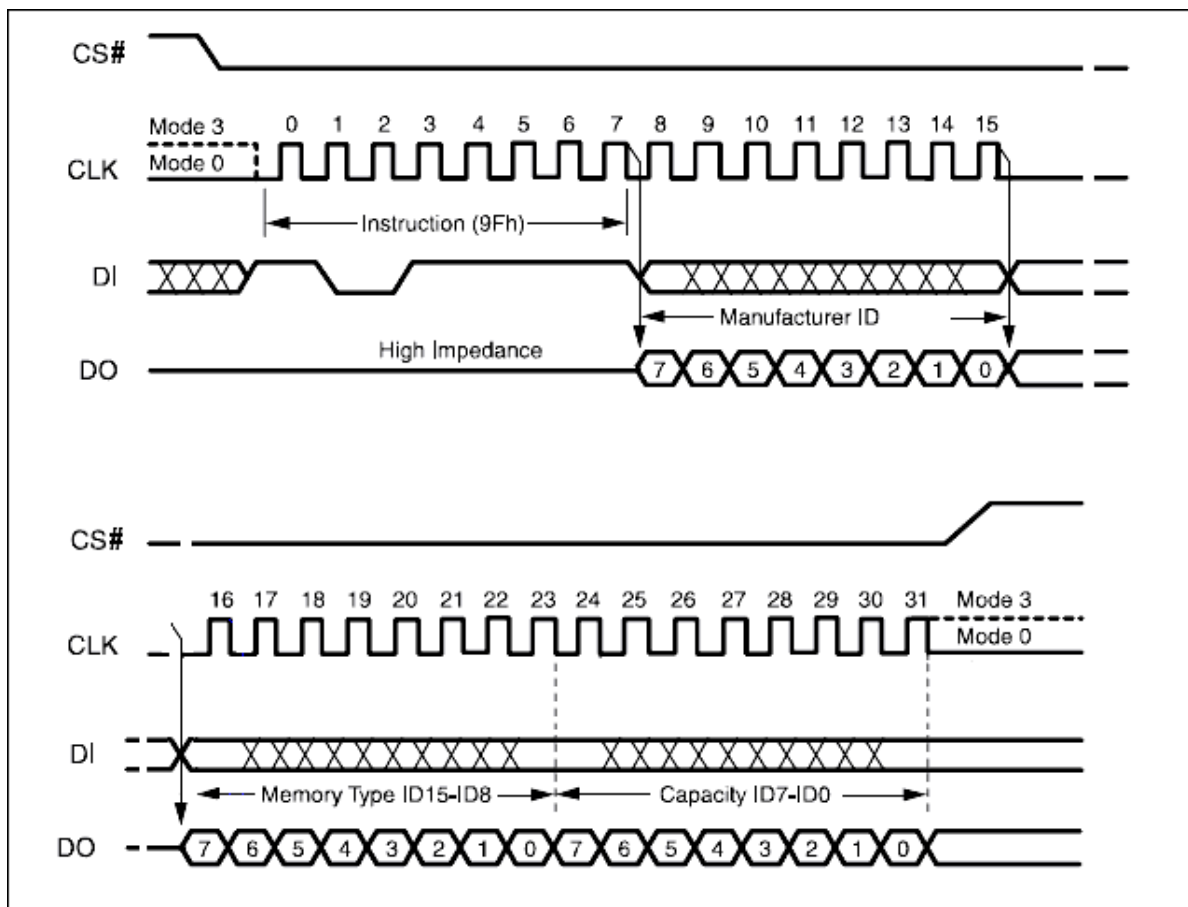 CS#
Mode 3 0 1 2 3 4 5 6 7 8 9 10 11 12 13 14 15
CLK Mode 0
Instruction (9Fh)
DI
Manufacturer ID
High Impedance
DO 7 6 5 4 3 2 1 0
CS#
16 17 18 19 20 21 22 23 24 25 26 27 28 29 30 31 Mode 3
CLK Mode 0
DI
Memory Type ID15-ID8 Capacity ID7-ID0
DO 7 6 5 4 3 2 1 0 7 6 5 4 3 2 1 0